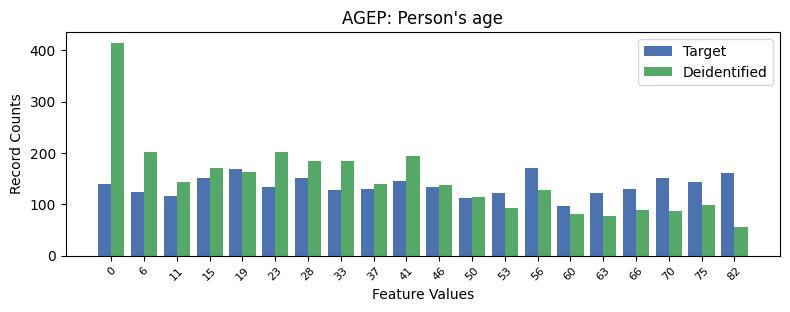 AGEP: Person's age
Record Counts
400
300
200
100
0
Target
Deidentified
0 6 11 15 19 23 28 33 37 41 46 50 53 56 60 63 66 70 75 82
Feature Values